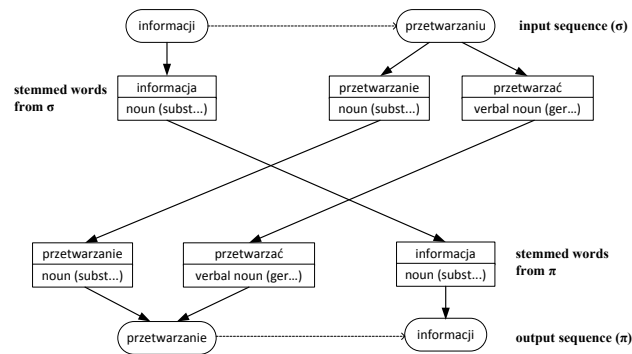 informacji
przetwarzaniu
input sequence (σ)
stemmed words
from σ
informacja
noun (subst...)
przetwarzanie
noun (subst...)
przetwarzać
verbal noun (ger...)
przetwarzanie
noun (subst...)
przetwarzać
verbal noun (ger...)
informacja
noun (subst...)
stemmed words
from π
przetwarzanie
informacji
output sequence (π)